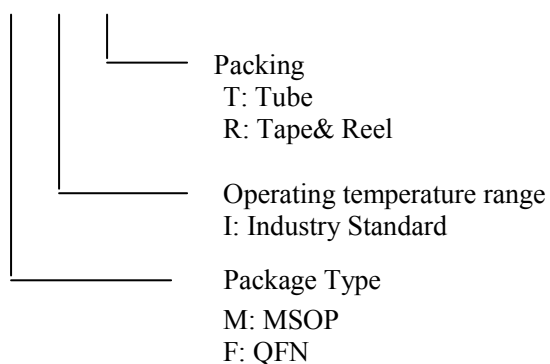 Packing
T: Tube
R: Tape& Reel
Operating temperature range
I: Industry Standard
Package Type
M: MSOP
F: QFN